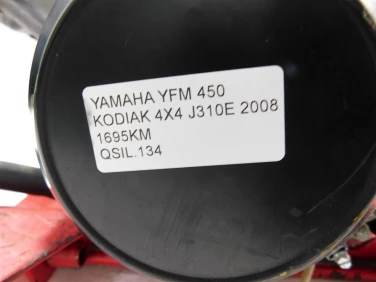 YAMAHA YFM 450
KODIAK 4X4 J310E 2008
1695KM
QSIL.134